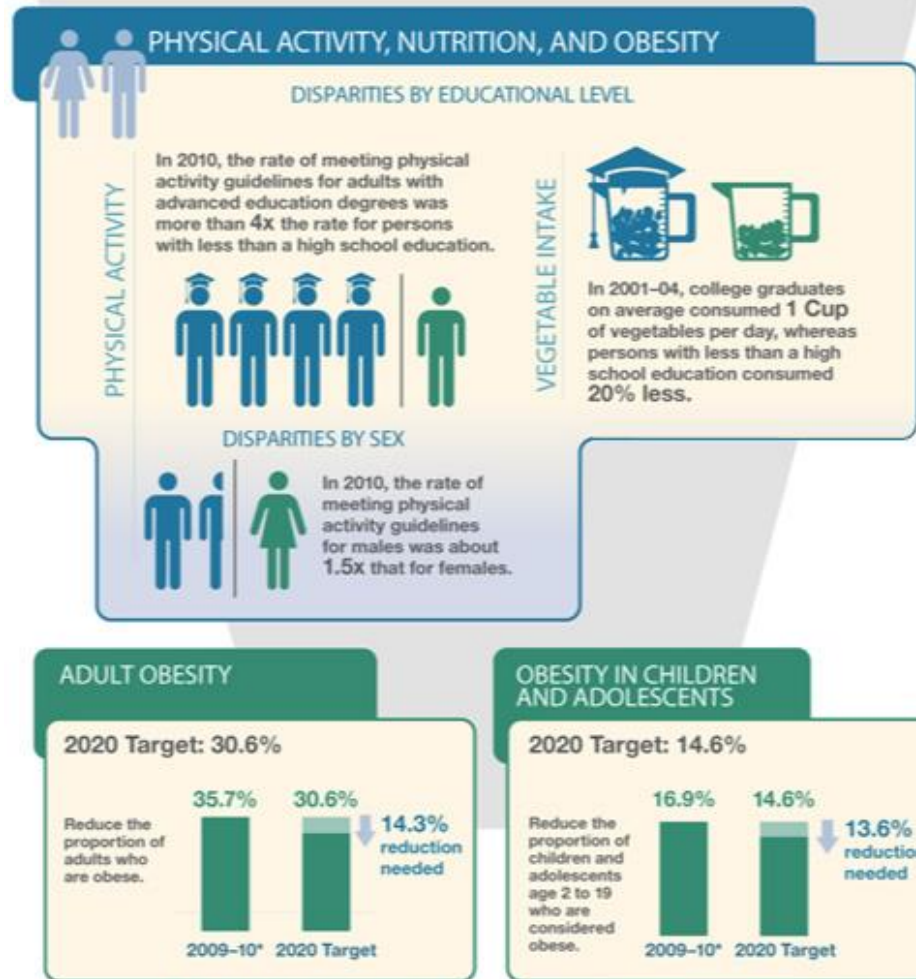 PHYSICAL ACTIVITY, NUTRITION, AND OBESITY
DISPARITIES BY EDUCATIONAL LEVEL
PHYSICAL ACTIVITY
In 2010, the rate of meeting physical
activity guidelines for adults with
advanced education degrees was
more than 4x the rate for persons
with less than a high school education.
VEGETABLE INTAKE
In 2001–04, college graduates
on average consumed 1 Cup
of vegetables per day, whereas
persons with less than a high
school education consumed
20% less.
DISPARITIES BY SEX
In 2010, the rate of
meeting physical
activity guidelines
for males was about
1.5x that for females.
ADULT OBESITY
2020 Target: 30.6%
Reduce the
proportion of
adults who
are obese.
35.7% 30.6%
14.3%
reduction
needed
2009–10* 2020 Target
OBESITY IN CHILDREN
AND ADOLESCENTS
2020 Target: 14.6%
Reduce the
proportion of
children and
adolescents
age 2 to 19
who are
considered
obese.
16.9% 14.6%
13.6%
reductio
needed
2009–10* 2020 Target